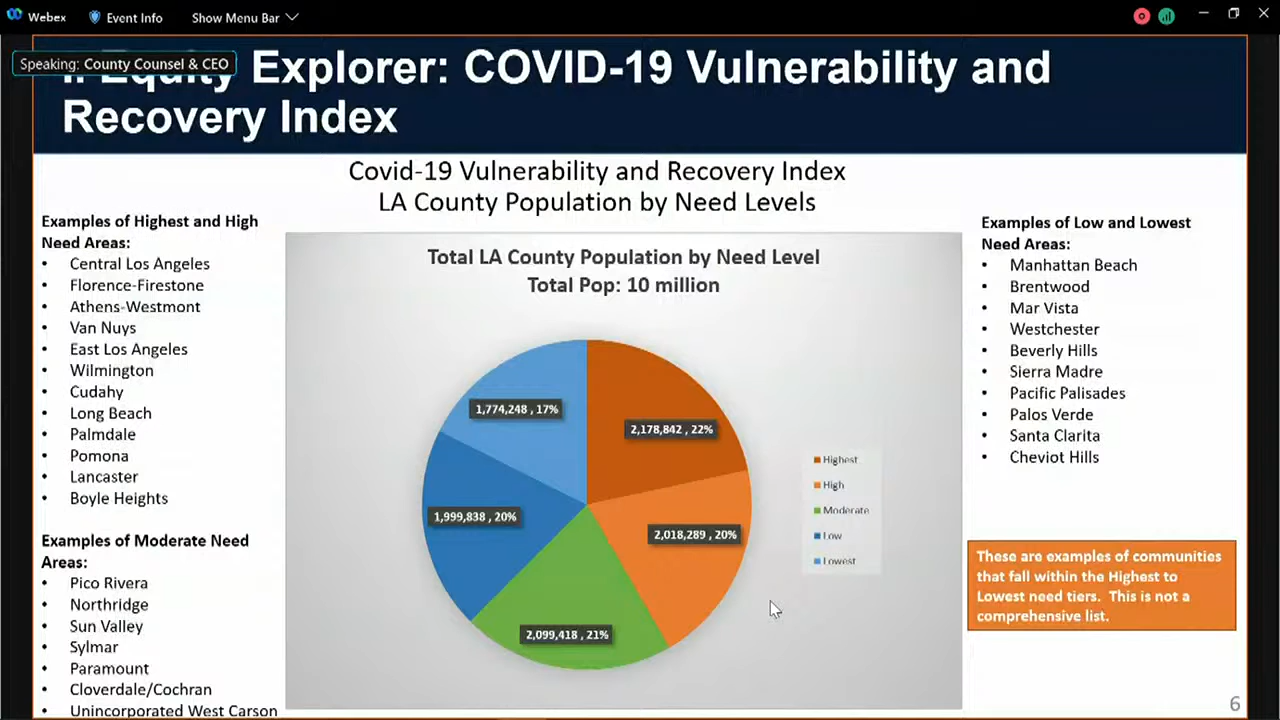 Webex
Event Info
Show Menu Bar
Speaking: County Counsel & CEO
Equity Explorer: COVID-19 Vulnerability and
Recovery Index
Covid-19 Vulnerability and Recovery Index
LA County Population by Need Levels
Examples of Highest and High
Need Areas:
• Central Los Angeles
• Florence-Firestone
• Athens-Westmont
• Van Nuys
• East Los Angeles
• Wilmington
• Cudahy
• Long Beach
• Palmdale
• Pomona
• Lancaster
• Boyle Heights
Examples of Moderate Need
Areas:
• Pico Rivera
• Northridge
• Sun Valley
• Sylmar
• Paramount
• Cloverdale/Cochran
• Unincorporated West Carson
Total LA County Population by Need Level
Total Pop: 10 million
1,774,248 , 17%
2,178,842 , 22%
1,999,838 , 20%
2,018,289 , 20%
2,099,418 , 21%
Highest
High
Moderate
Low
Lowest
Examples of Low and Lowest
Need Areas:
• Manhattan Beach
• Brentwood
• Mar Vista
• Westchester
• Beverly Hills
• Sierra Madre
• Pacific Palisades
• Palos Verde
• Santa Clarita
• Cheviot Hills
These are examples of communities
that fall within the Highest to
Lowest need tiers. This is not a
comprehensive list.
6